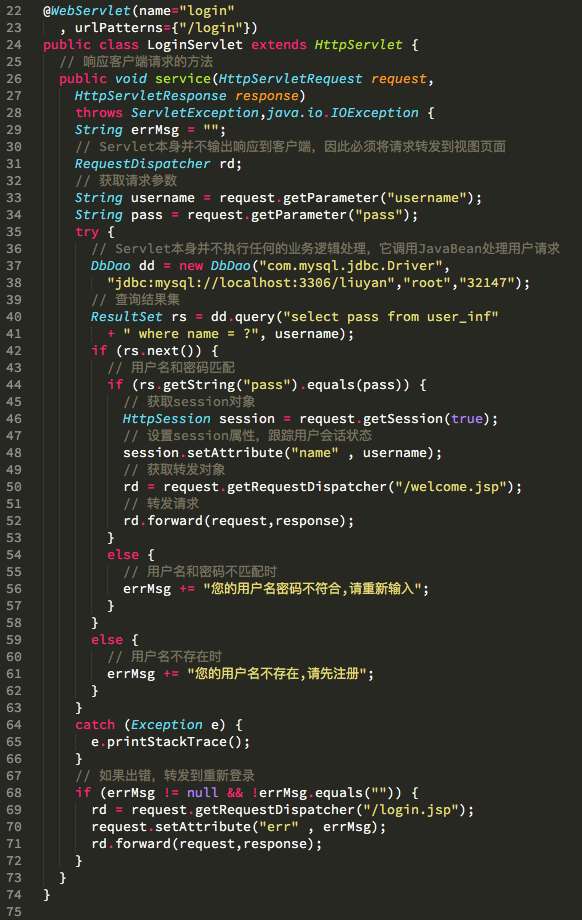 22 @WebServlet(name="login"
23   , urlPatterns={"/login"})
24 public class LoginServlet extends HttpServlet {
25   // 响应客户端请求的方法
26   public void service(HttpServletRequest request,
27     HttpServletResponse response)
28     throws ServletException,java.io.IOException {
29     String errMsg = "";
30     // Servlet本身并不输出响应到客户端，因此必须将请求转发到视图页面
31     RequestDispatcher rd;
32     // 获取请求参数
33     String username = request.getParameter("username");
34     String pass = request.getParameter("pass");
35     try {
36       // Servlet本身并不执行任何的业务逻辑处理，它调用JavaBean处理用户请求
37       DbDao dd = new DbDao("com.mysql.jdbc.Driver",
38         "jdbc:mysql://localhost:3306/liuyan","root","32147");
39       // 查询结果集
40       ResultSet rs = dd.query("select pass from user_inf"
41         + " where name = ?", username);
42       if (rs.next()) {
43         // 用户名和密码匹配
44         if (rs.getString("pass").equals(pass)) {
45           // 获取session对象
46           HttpSession session = request.getSession(true);
47           // 设置session属性，跟踪用户会话状态
48           session.setAttribute("name" , username);
49           // 获取转发对象
50           rd = request.getRequestDispatcher("/welcome.jsp");
51           // 转发请求
52           rd.forward(request,response);
53         }
54         else {
55           // 用户名和密码不匹配时
56           errMsg += "您的用户名密码不符合,请重新输入";
57         }
58       }
59       else {
60         // 用户名不存在时
61         errMsg += "您的用户名不存在,请先注册";
62       }
63     }
64     catch (Exception e) {
65       e.printStackTrace();
66     }
67     // 如果出错，转发到重新登录
68     if (errMsg != null && !errMsg.equals("")) {
69       rd = request.getRequestDispatcher("/login.jsp");
70       request.setAttribute("err" , errMsg);
71       rd.forward(request,response);
72     }
73   }
74 }
75